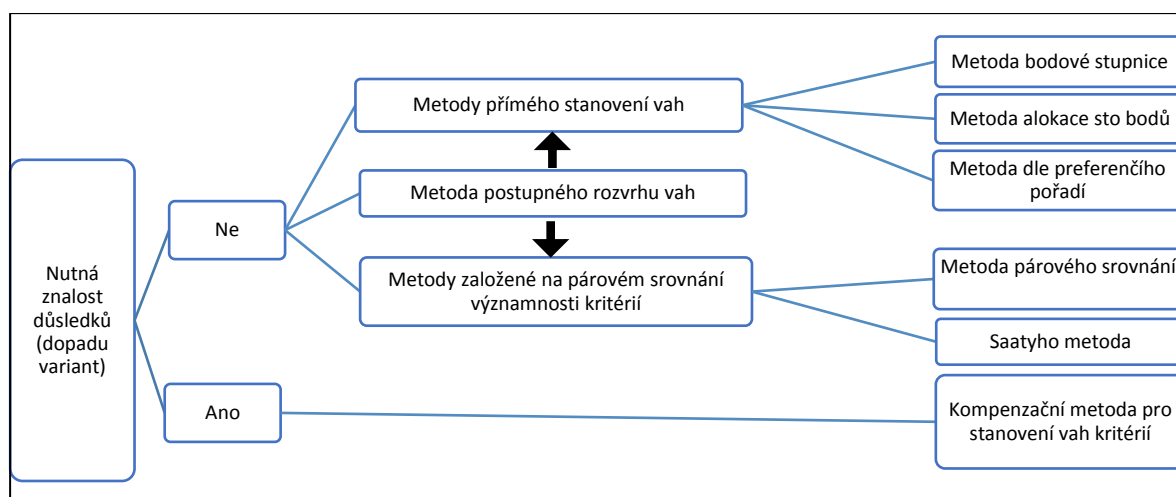 Nutná
znalost
důsledků
(dopadu
variant)
Ne
Ano
Metody přímého stanovení vah
Metoda postupného rozvrhu vah
Metody založené na párovém srovnání
významnosti kritérií
Metoda bodové stupnice
Metoda alokace sto bodů
Metoda dle preferenčího
pořadí
Metoda párového srovnání
Saatyho metoda
Kompenzační metoda pro
stanovení vah kritérií